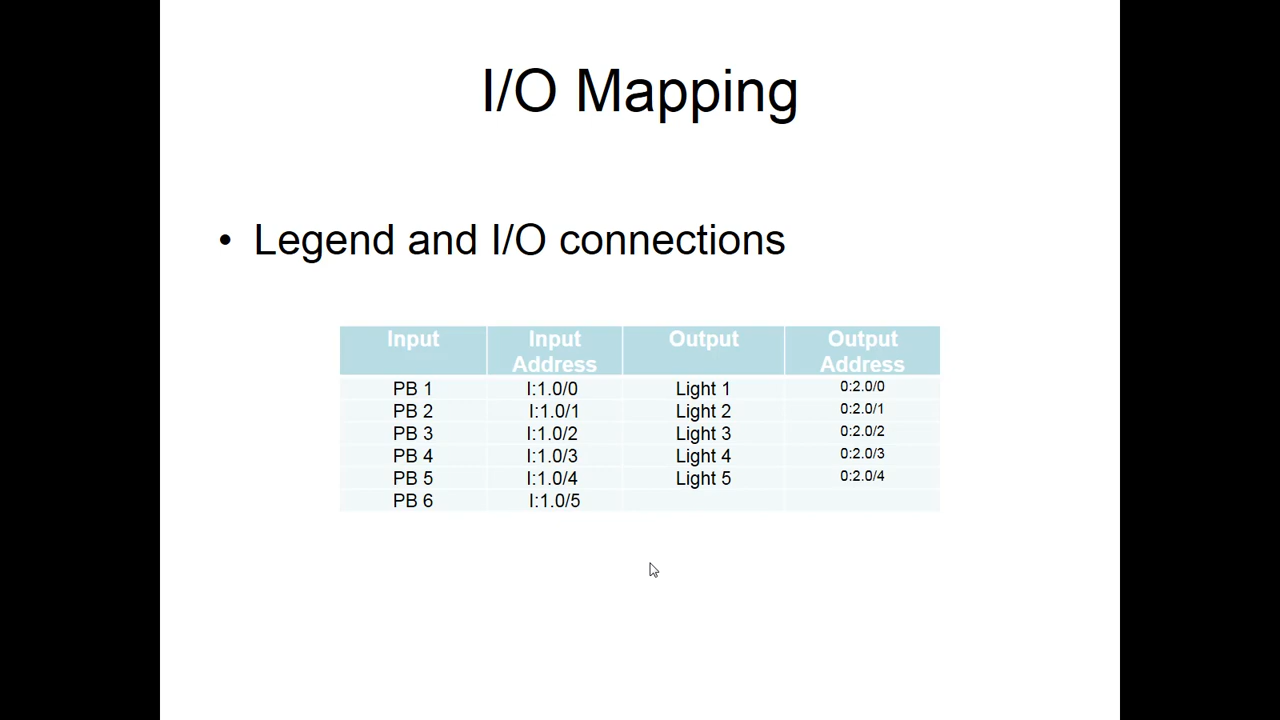 I/O Mapping
• Legend and I/O connections
Input Input Address Output Output Address
PB 1 I:1.0/0 Light 1 0:2.0/0
PB 2 I:1.0/1 Light 2 0:2.0/1
PB 3 I:1.0/2 Light 3 0:2.0/2
PB 4 I:1.0/3 Light 4 0:2.0/3
PB 5 I:1.0/4 Light 5 0:2.0/4
PB 6 I:1.0/5